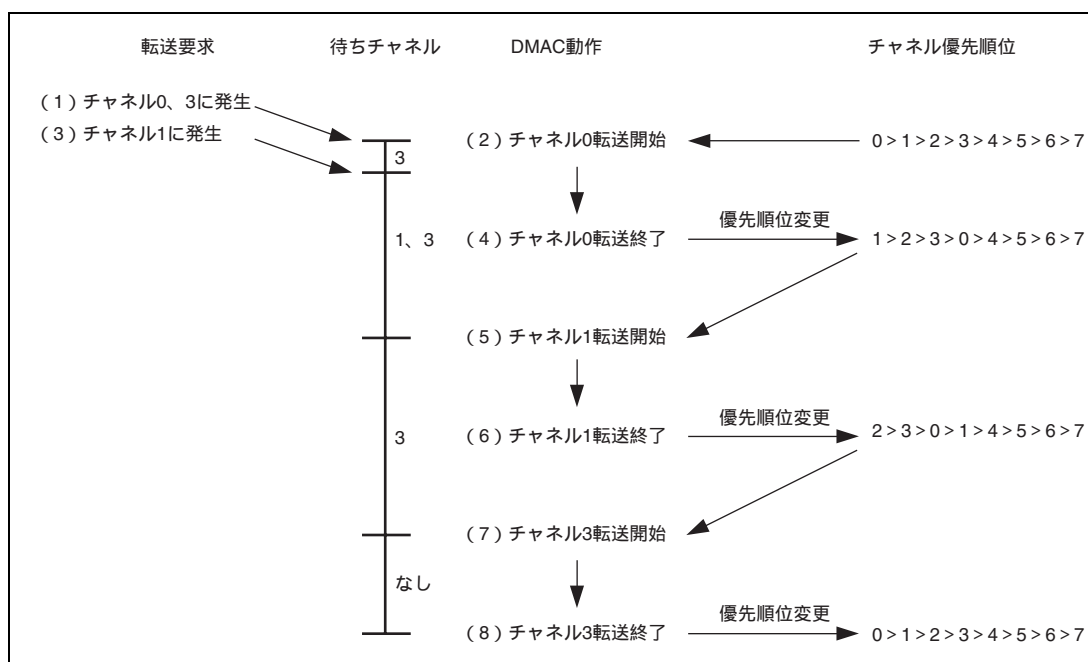 転送要求 待ちチャネル DMAC動作 チャネル優先順位
(1)チャネル0、3に発生
(3)チャネル1に発生
(2)チャネル0転送開始 0>1>2>3>4>5>6>7
3
優先順位変更
1、3 (4)チャネル0転送終了 1>2>3>0>4>5>6>7
(5)チャネル1転送開始
優先順位変更
3 (6)チャネル1転送終了 2>3>0>1>4>5>6>7
(7)チャネル3転送開始
なし
優先順位変更
(8)チャネル3転送終了 0>1>2>3>4>5>6>7